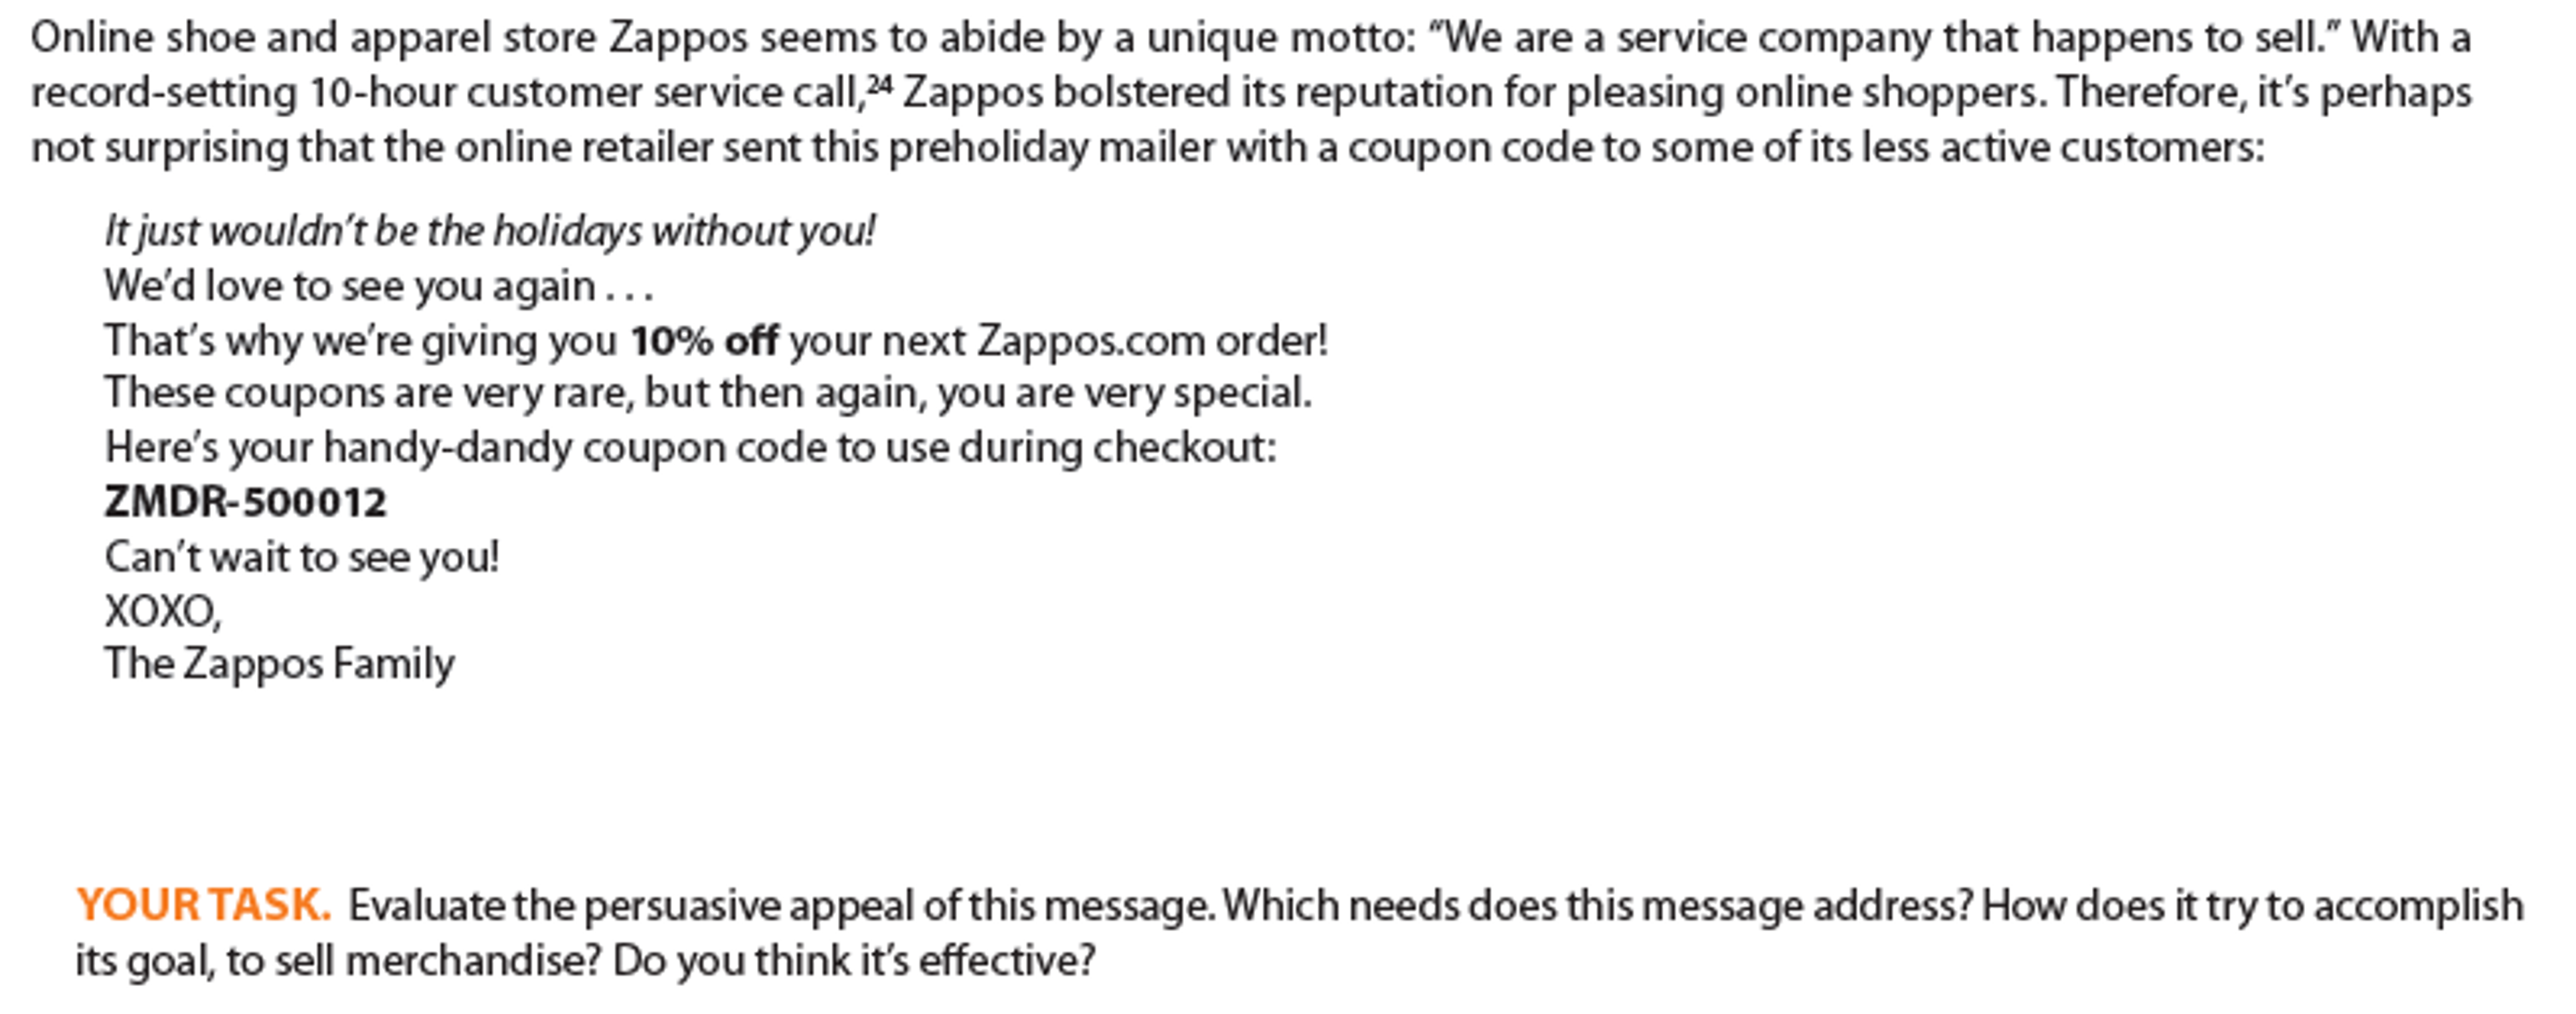 Online shoe and apparel store Zappos seems to abide by a unique motto: “We are a service company that happens to sell.” With a
record-setting 10-hour customer service call,²⁴ Zappos bolstered its reputation for pleasing online shoppers. Therefore, it’s perhaps
not surprising that the online retailer sent this preholiday mailer with a coupon code to some of its less active customers:
It just wouldn’t be the holidays without you!
We’d love to see you again . . .
That’s why we’re giving you 10% off your next Zappos.com order!
These coupons are very rare, but then again, you are very special.
Here’s your handy-dandy coupon code to use during checkout:
ZMDR-500012
Can’t wait to see you!
XOXO,
The Zappos Family
YOUR TASK. Evaluate the persuasive appeal of this message. Which needs does this message address? How does it try to accomplish
its goal, to sell merchandise? Do you think it’s effective?